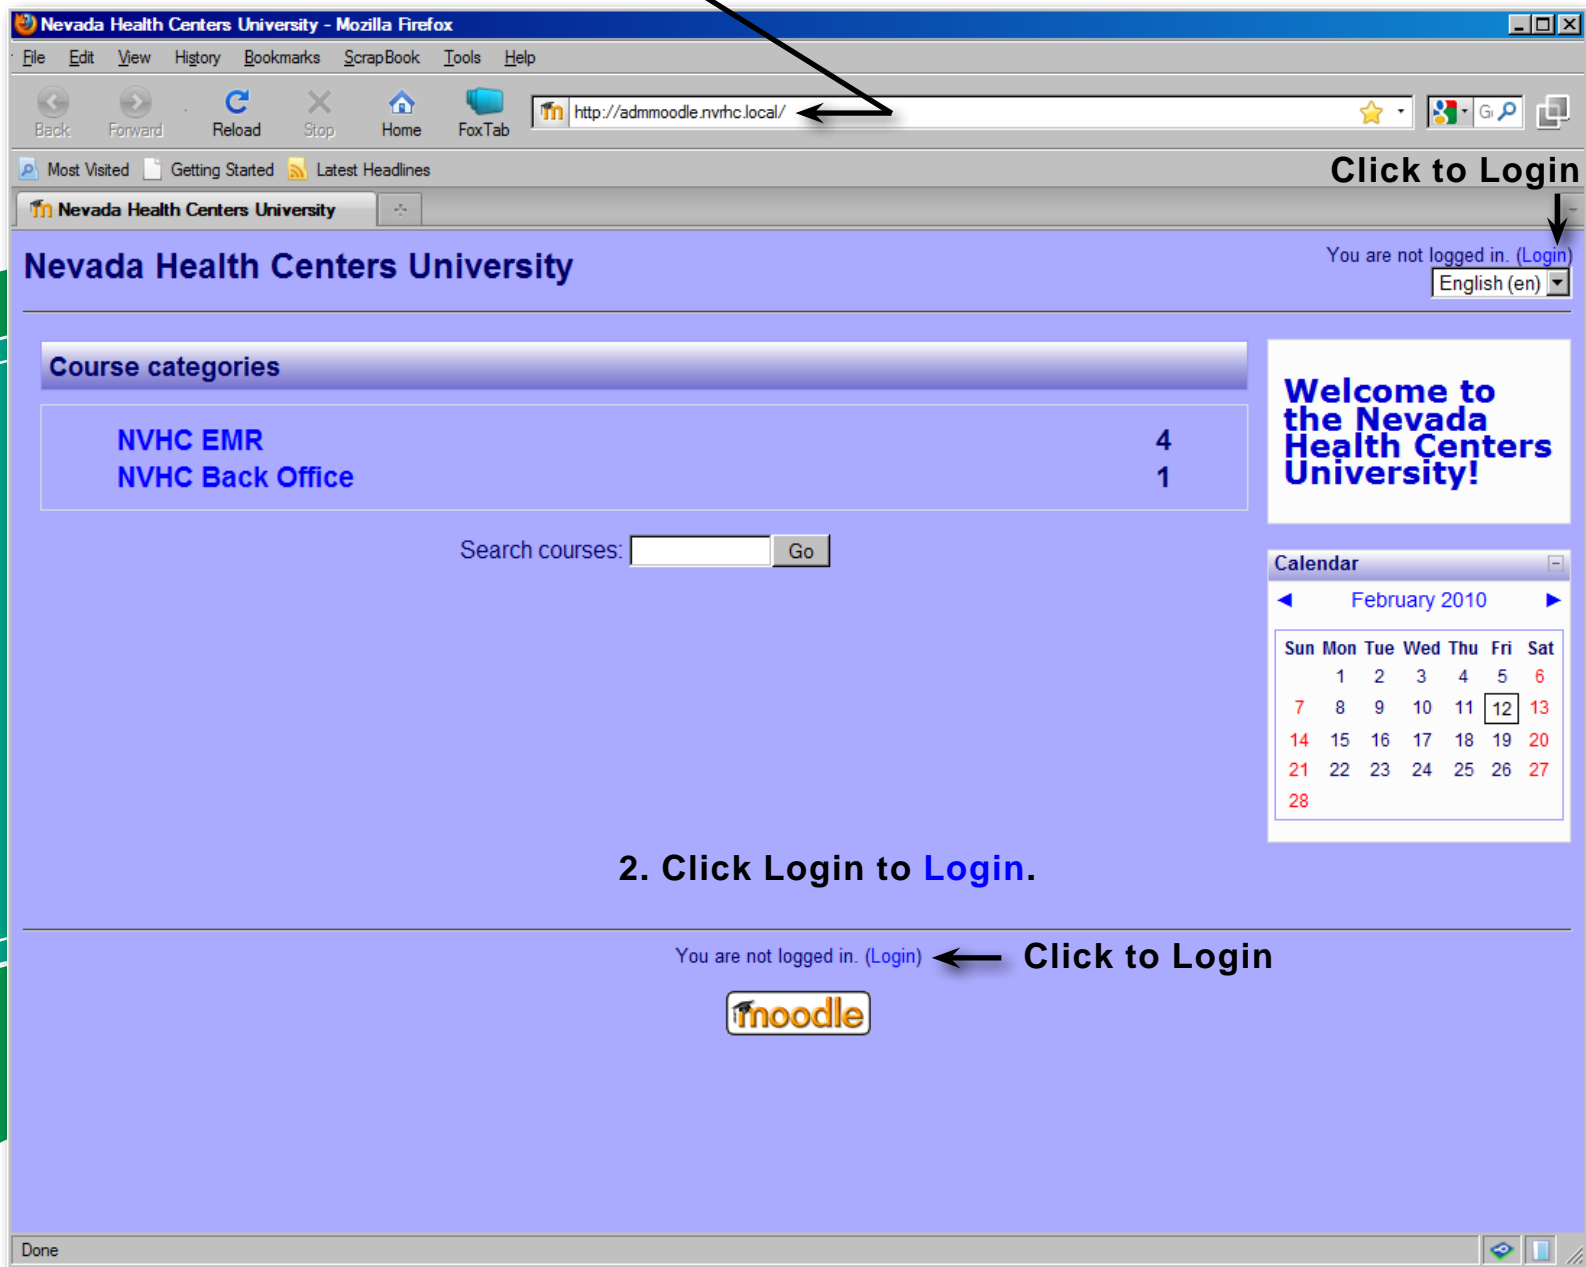 Nevada Health Centers University - Mozilla Firefox
File Edit View History Bookmarks ScrapBook Tools Help
Back Forward Reload Stop Home FoxTab
http://admmoodle.nvrhc.local/
Most Visited Getting Started Latest Headlines
Click to Login
Nevada Health Centers University
Nevada Health Centers University
You are not logged in. (Login)
English (en)
Course categories
NVHC EMR 4
NVHC Back Office 1
Search courses: Go
Welcome to
the Nevada
Health Centers
University!
Calendar
February 2010
Sun Mon Tue Wed Thu Fri Sat
1 2 3 4 5 6
7 8 9 10 11 12 13
14 15 16 17 18 19 20
21 22 23 24 25 26 27
28
2. Click Login to Login.
You are not logged in. (Login)
Click to Login
moodle
Done